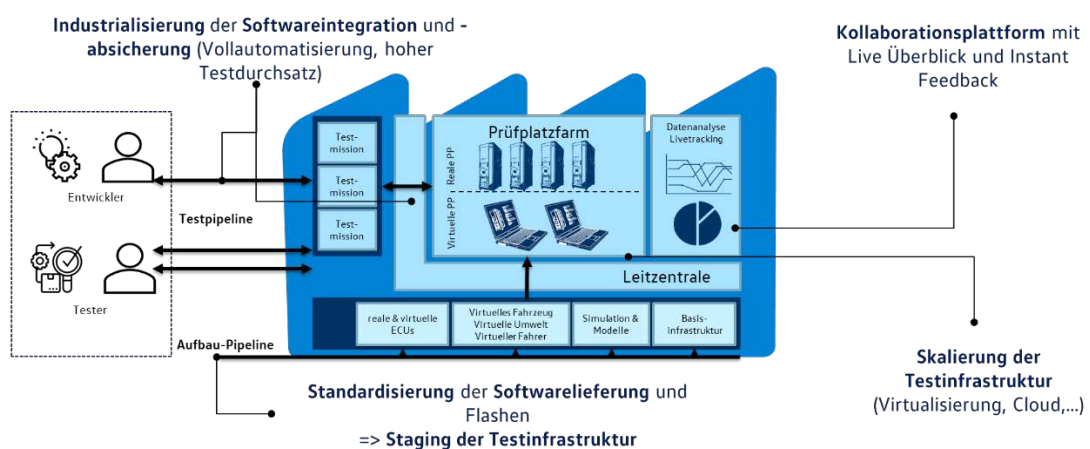 Industrialisierung der Softwareintegration und -
absicherung (Vollautomatisierung, hoher
Testdurchsatz)
Kollaborationsplattform mit
Live Überblick und Instant
Feedback
Entwickler
Testpipeline
Tester
Aufbau-Pipeline
Test-
mission
Test-
mission
Test-
mission
Prüfplatzfarm
Reale PP
Virtuelle PP
Datenanalyse
Livetracking
Leitzentrale
reale & virtuelle
ECUs
Virtuelles Fahrzeug
Virtuelle Umwelt
Virtueller Fahrer
Simulation &
Modelle
Basis-
infrastruktur
Standardisierung der Softwarelieferung und
Flashen
=> Staging der Testinfrastruktur
Skalierung der
Testinfrastruktur
(Virtualisierung, Cloud,...)